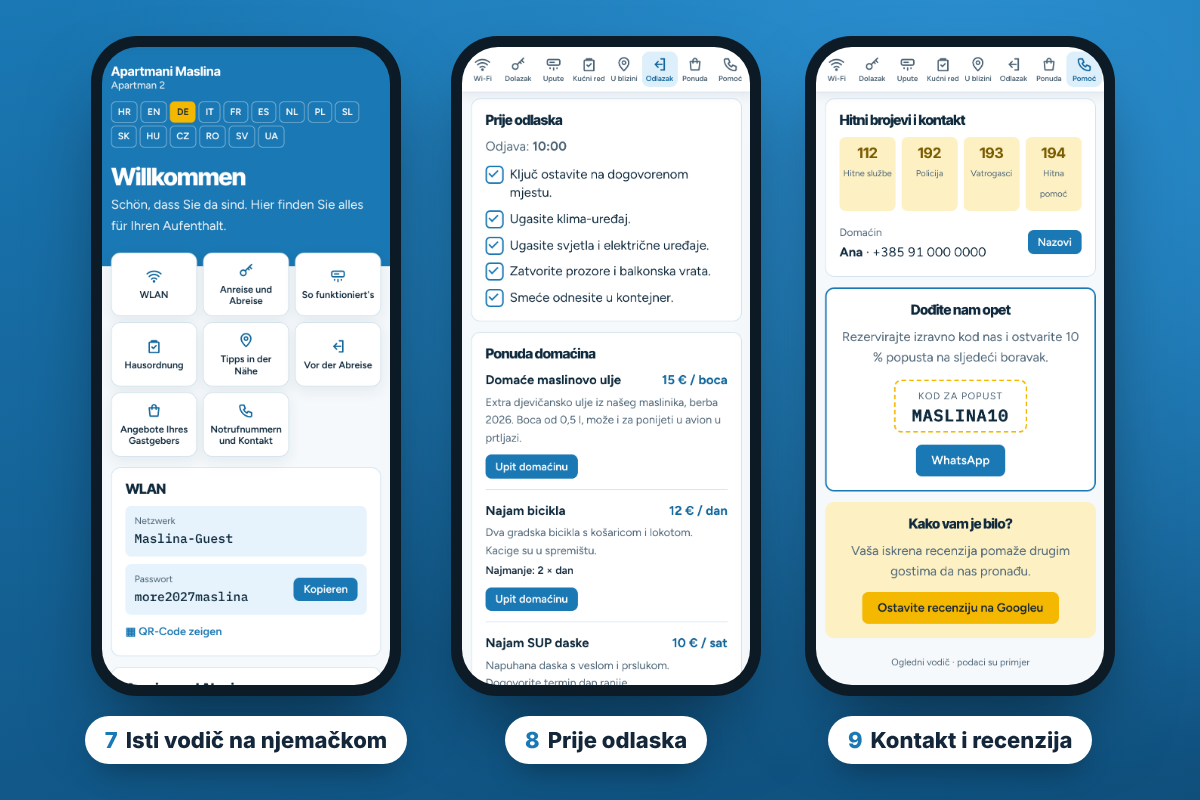 Apartmani Maslina
Apartman 2
HR EN DE IT FR ES NL PL SL
SK HU CZ RO SV UA
Willkommen
Schön, dass Sie da sind. Hier finden Sie alles
für Ihren Aufenthalt.
WLAN
Anreise und
Abreise
So funktioniert's
Hausordnung
Tipps in der
Nähe
Vor der Abreise
Angebote Ihres
Gastgebers
Notrufnummern
und Kontakt
WLAN
Netzwerk
Maslina-Guest
Passwort
more2027maslina
Kopieren
QR-Code zeigen
7 Isti vodič na njemačkom
Wi-Fi Dolazak Upute Kućni red U blizini Odlazak Ponuda Pomoć
Prije odlaska
Odjava: 10:00
Ključ ostavite na dogovorenom
mjestu.
Ugasite klima-uređaj.
Ugasite svjetla i električne uređaje.
Zatvorite prozore i balkonska vrata.
Smeće odnesite u kontejner.
Ponuda domaćina
Domaće maslinovo ulje 15 € / boca
Extra djevičansko ulje iz našeg maslinika, berba
2026. Boca od 0,5 l, može i za ponijeti u avion u
prtljazi.
Upit domaćinu
Najam bicikla 12 € / dan
Dva gradska bicikla s košaricom i lokotom.
Kacige su u spremištu.
Najmanje: 2 × dan
Upit domaćinu
Najam SUP daske 10 € / sat
Napuhana daska s veslom i prslukom.
Dogovorite termin dan ranije.
8 Prije odlaska
Wi-Fi Dolazak Upute Kućni red U blizini Odlazak Ponuda Pomoć
Hitni brojevi i kontakt
112 192 193 194
Hitne službe Policija Vatrogasci Hitna
pomoć
Domaćin
Ana · +385 91 000 0000
Nazovi
Dođite nam opet
Rezervirajte izravno kod nas i ostvarite 10
% popusta na sljedeći boravak.
KOD ZA POPUST
MASLINA10
WhatsApp
Kako vam je bilo?
Vaša iskrena recenzija pomaže drugim
gostima da nas pronađu.
Ostavite recenziju na Googleu
Ogledni vodič · podaci su primjer
9 Kontakt i recenzija